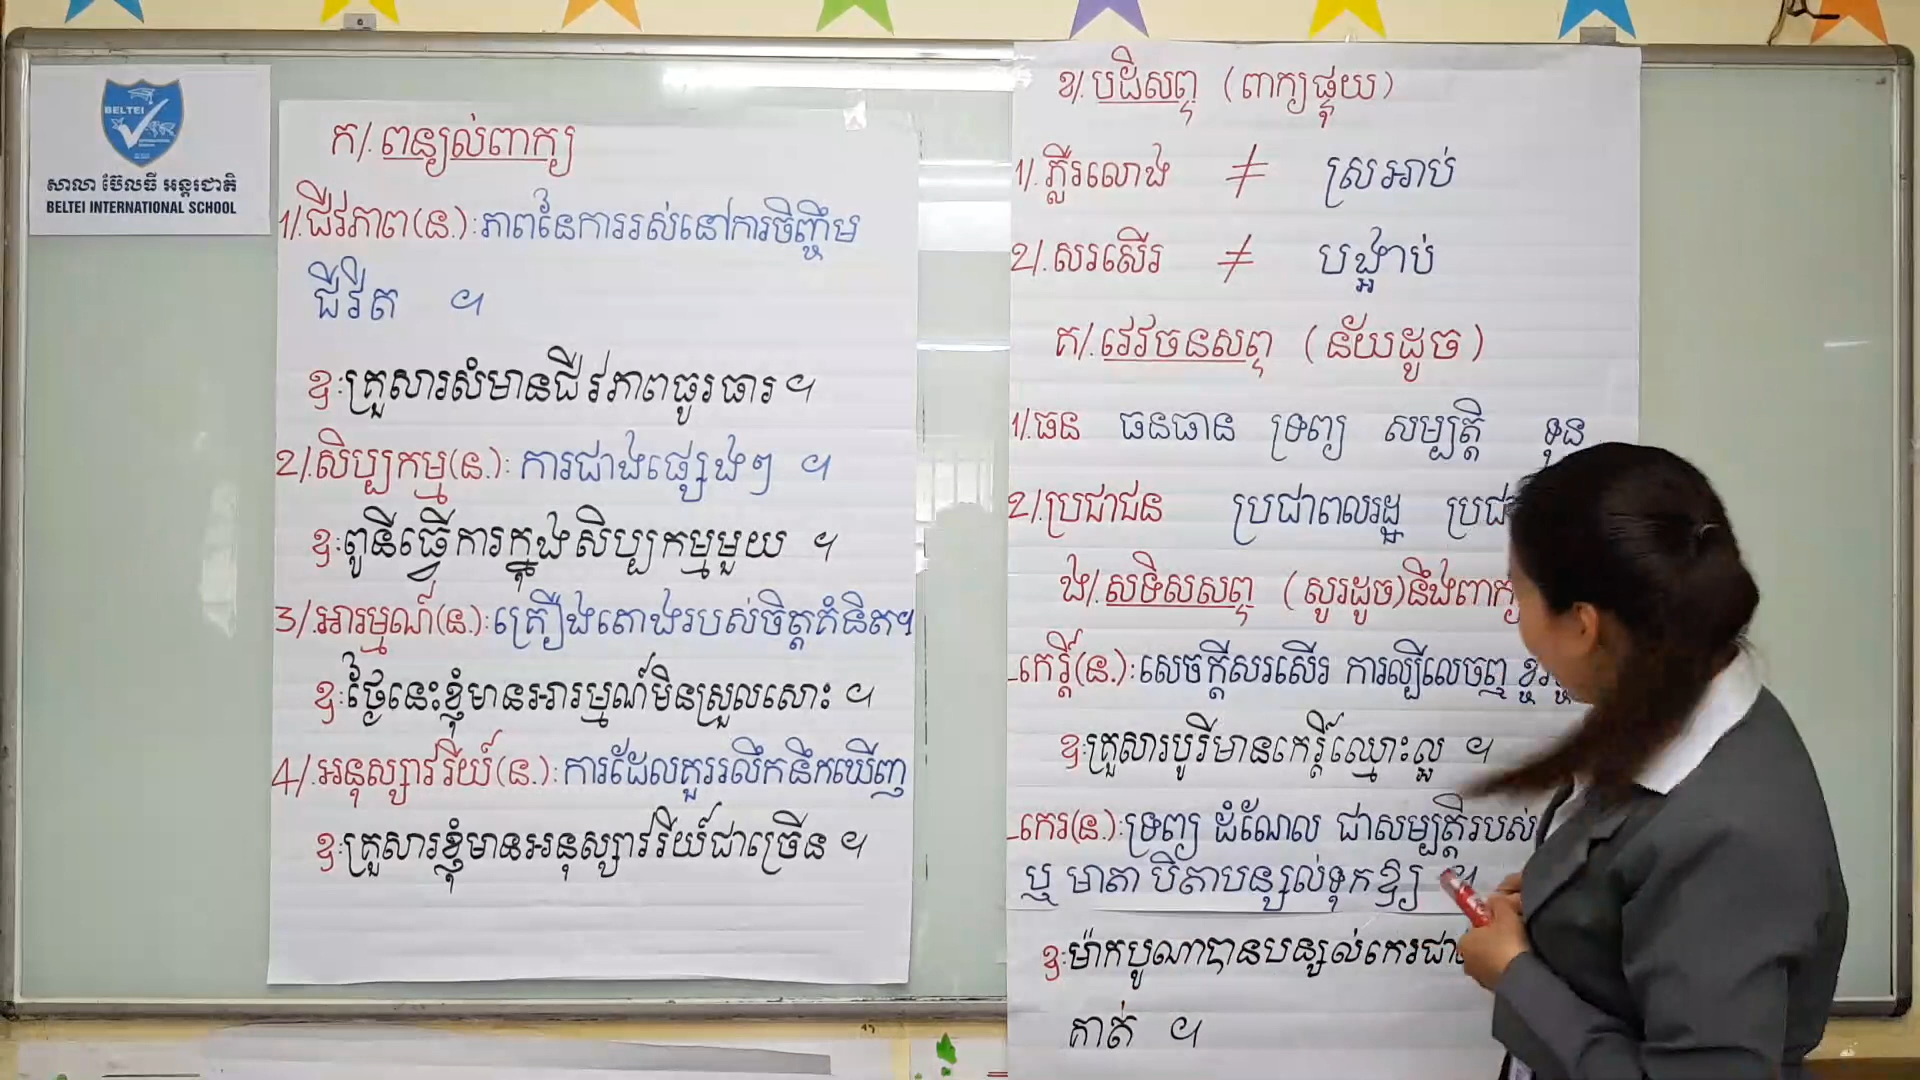 BELTEI
សាលា ប៊ែលធី អន្តរជាតិ
BELTEI INTERNATIONAL SCHOOL
ក/.ពន្យល់ពាក្យ
1/.ជីវភាព(ន.):ភាពនៃការរស់នៅការចិញ្ចឹម
ជីវិត ។
ឧ:គ្រួសារសំមានជីវភាពធូរធារ។
2/.សិប្បកម្ម(ន.): ការជាងផ្សេងៗ ។
ឧ:ពូនីធ្វើការក្នុងសិប្បកម្មមួយ ។
3/.អារម្មណ៍(ន.):គ្រឿងតោងរបស់ចិត្តគំនិត។
ឧ:ថ្ងៃនេះខ្ញុំមានអារម្មណ៍មិនស្រួលសោះ ។
4/.អនុស្សាវរីយ៍(ន.):ការដែលគួររលឹកនឹកឃើញ
ឧ:គ្រួសារខ្ញុំមានអនុស្សាវរីយ៍ជាច្រើន ។
ខ/.បដិសព្ទ (ពាក្យផ្ទុយ)
1/.ភ្លឺរលោង ≠ ស្រអាប់
2/.សរសើរ ≠ បង្អាប់
គ/.វេវចនសព្ទ (ន័យដូច)
1/.ធន ធនធាន ទ្រព្យ សម្បត្តិ ទុន
2/.ប្រជាជន ប្រជាពលរដ្ឋ
ង/.សទិសសព្ទ (សូរដូច)នឹងពាក្យ
-កេរ្តិ៍(ន.):សេចក្តីសរសើរ ការល្បីលេចឮ
ឧ:គ្រួសារបូរីមានកេរ្តិ៍ឈ្មោះល្អ ។
-កេរ(ន.):ទ្រព្យ ដំណែល ជាសម្បត្តិរបស់
ឬ មាតា បិតាបន្សល់ទុកឱ្យ ។
ឧ:ម៉ាកបូណាបានបន្សល់កេរ
គាត់ ។